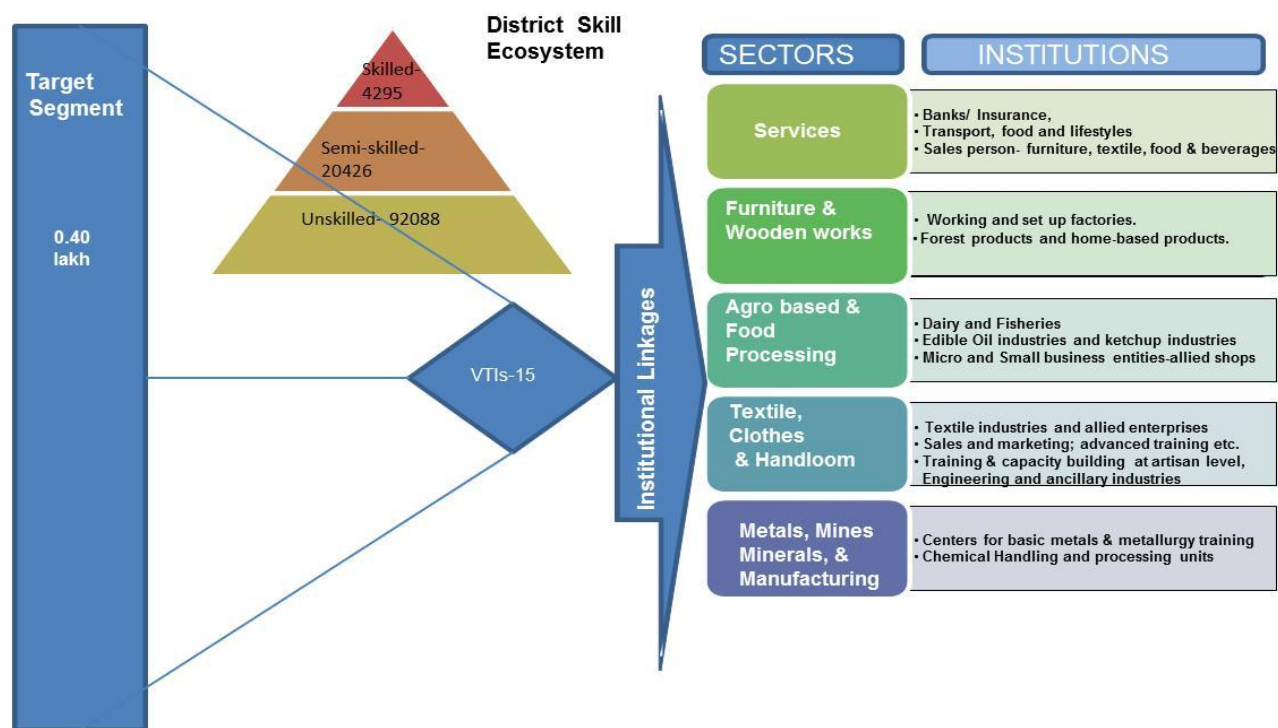 District Skill
Ecosystem
Target
Segment
0.40
lakh
Skilled-
4295
Semi-skilled-
20426
Unskilled- 92088
VTIs-15
Institutional Linkages
SECTORS
INSTITUTIONS
Services
• Banks/ Insurance,
• Transport, food and lifestyles
• Sales person- furniture, textile, food & beverages
Furniture &
Wooden works
• Working and set up factories.
• Forest products and home-based products.
Agro based &
Food
Processing
• Dairy and Fisheries
• Edible Oil industries and ketchup industries
• Micro and Small business entities-allied shops
Textile,
Clothes
& Handloom
• Textile industries and allied enterprises
• Sales and marketing; advanced training etc.
• Training & capacity building at artisan level,
Engineering and ancillary industries
Metals, Mines
Minerals, &
Manufacturing
• Centers for basic metals & metallurgy training
• Chemical Handling and processing units